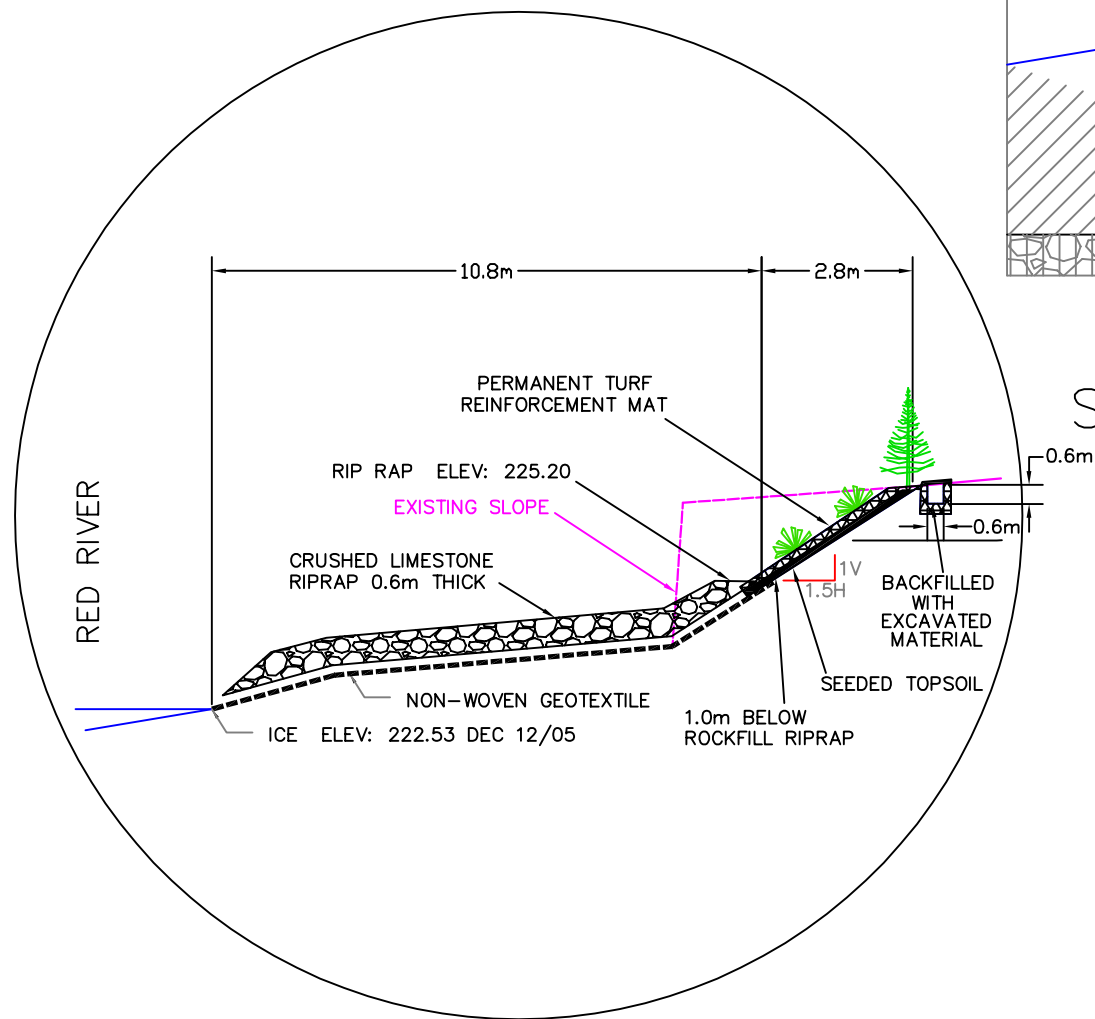 10.8m
2.8m
PERMANENT TURF
REINFORCEMENT MAT
S
RIP RAP ELEV: 225.20
0.6m
EXISTING SLOPE
0.6m
CRUSHED LIMESTONE
RIPRAP 0.6m THICK
1V
1.5H
BACKFILLED
WITH
EXCAVATED
MATERIAL
RED RIVER
SEEDED TOPSOIL
NON-WOVEN GEOTEXTILE
1.0m BELOW
ROCKFILL RIPRAP
ICE ELEV: 222.53 DEC 12/05